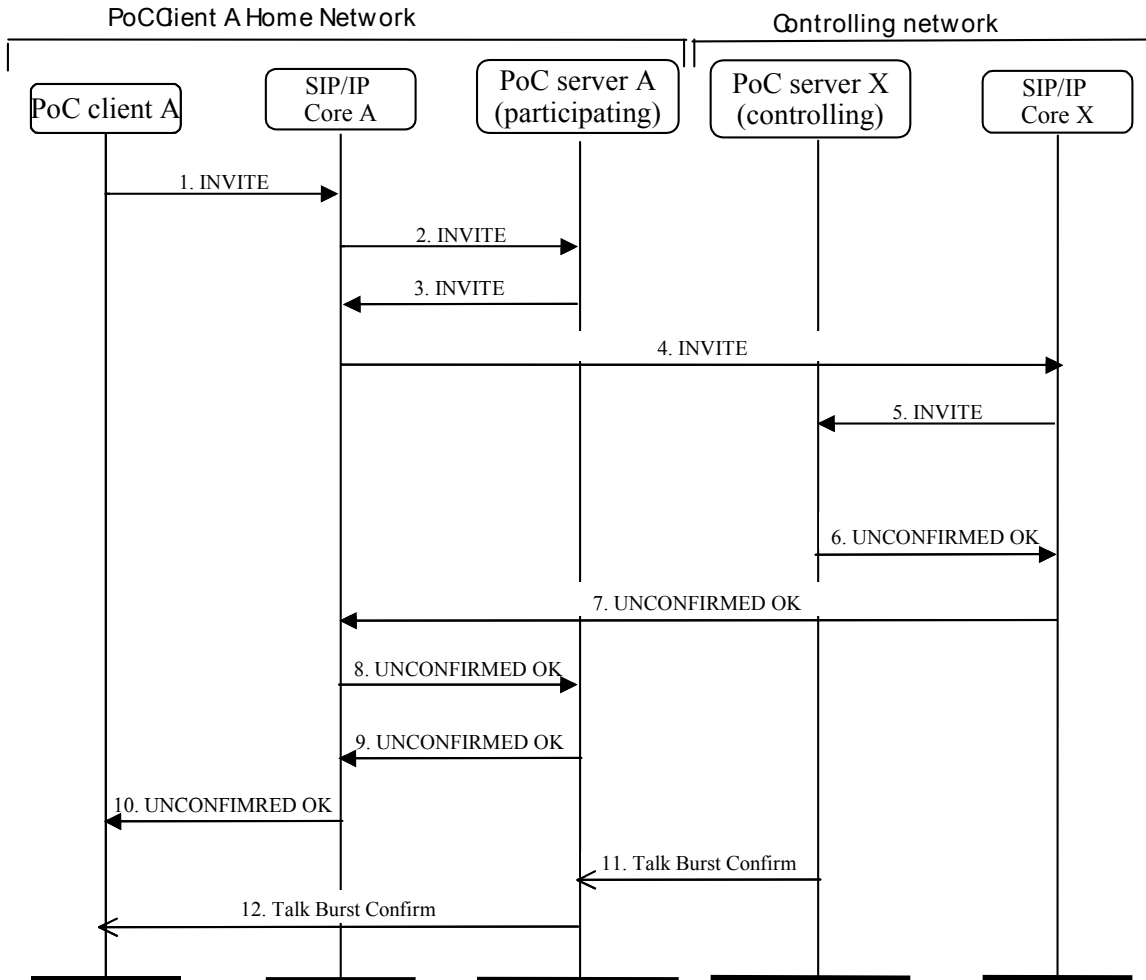 PoCClient A Home Network
Controlling network
PoC client A
SIP/IP
Core A
PoC server A
(participating)
PoC server X
(controlling)
SIP/IP
Core X
1. INVITE
2. INVITE
3. INVITE
4. INVITE
5. INVITE
6. UNCONFIRMED OK
7. UNCONFIRMED OK
8. UNCONFIRMED OK
9. UNCONFIRMED OK
10. UNCONFIMRED OK
11. Talk Burst Confirm
12. Talk Burst Confirm